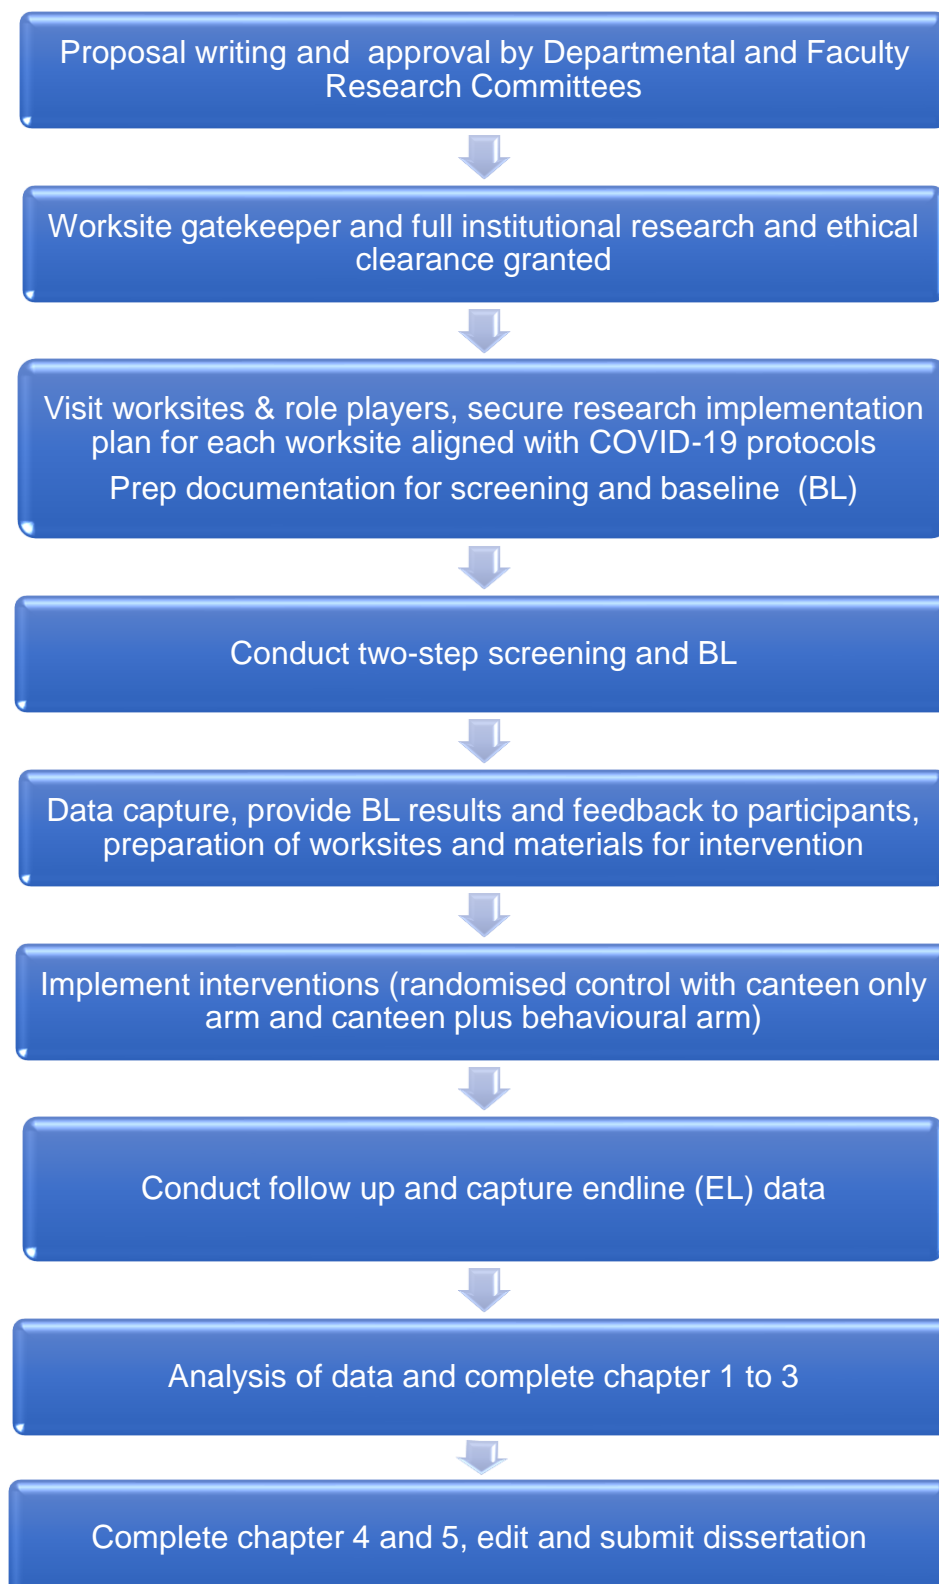 Proposal writing and  approval by Departmental and Faculty
Research Committees
Worksite gatekeeper and full institutional research and ethical
clearance granted
Visit worksites & role players, secure research implementation
plan for each worksite aligned with COVID-19 protocols
Prep documentation for screening and baseline  (BL)
Conduct two-step screening and BL
Data capture, provide BL results and feedback to participants,
preparation of worksites and materials for intervention
Implement interventions (randomised control with canteen only
arm and canteen plus behavioural arm)
Conduct follow up and capture endline (EL) data
Analysis of data and complete chapter 1 to 3
Complete chapter 4 and 5, edit and submit dissertation